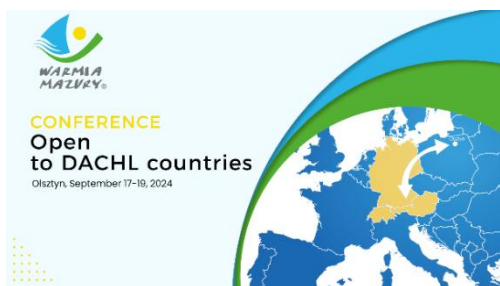 WARMIA
MAZURY®
CONFERENCE
Open
to DACHL countries
Olsztyn, September 17-19, 2024